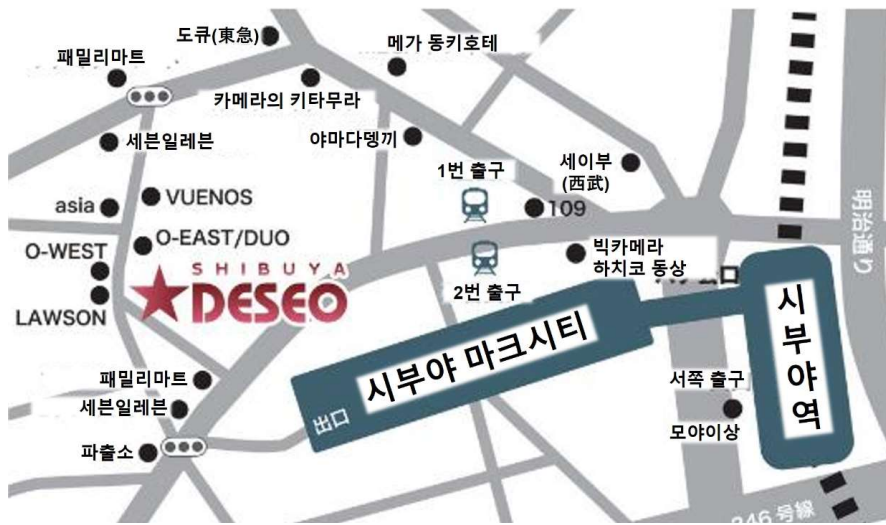 도큐(東急)
메가 동키호테
패밀리마트
카메라의 키타무라
야마다뎅끼
세븐일레븐
1번 출구
세이부
(西武)
asia
VUENOS
109
明治通り
O-WEST
O-EAST/DUO
빅카메라
하치코 동상
SHIBUYA
DESEO
2번 출구
LAWSON
시부야 마크시티
시부야역
패밀리마트
서쪽 출구
세븐일레븐
모야이상
出口
파출소
246号線